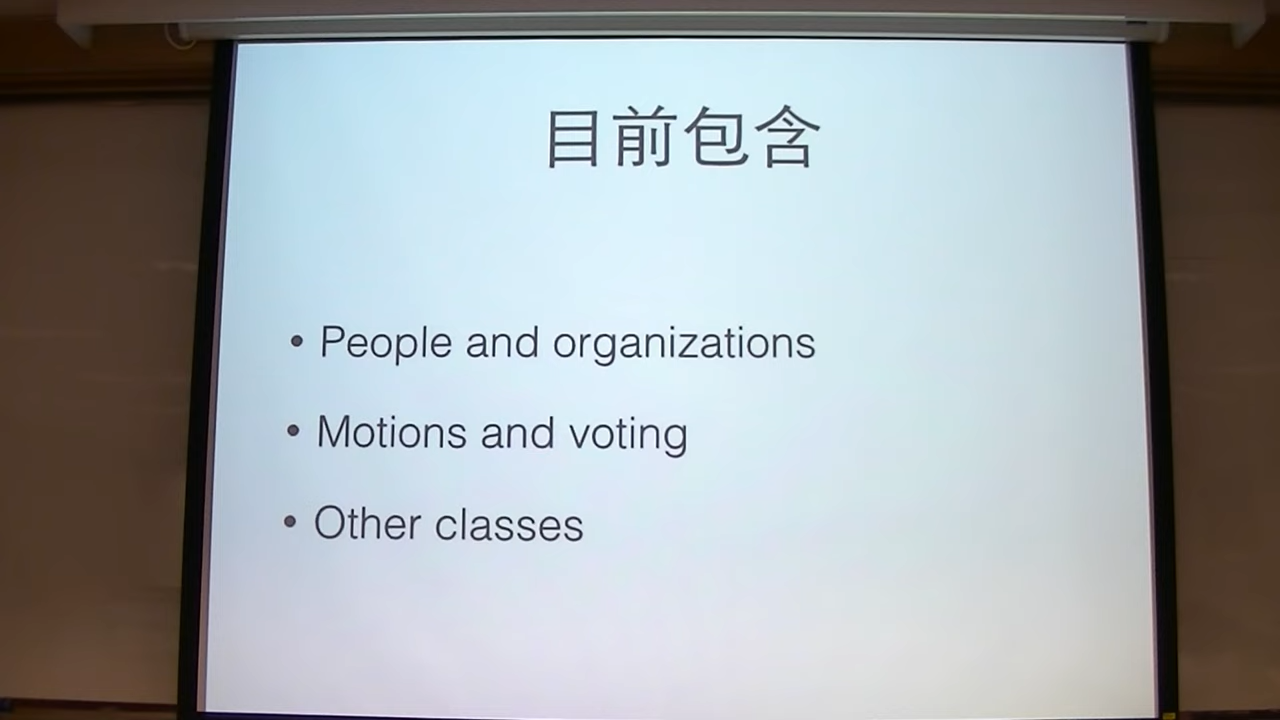 目前包含
• People and organizations
• Motions and voting
• Other classes